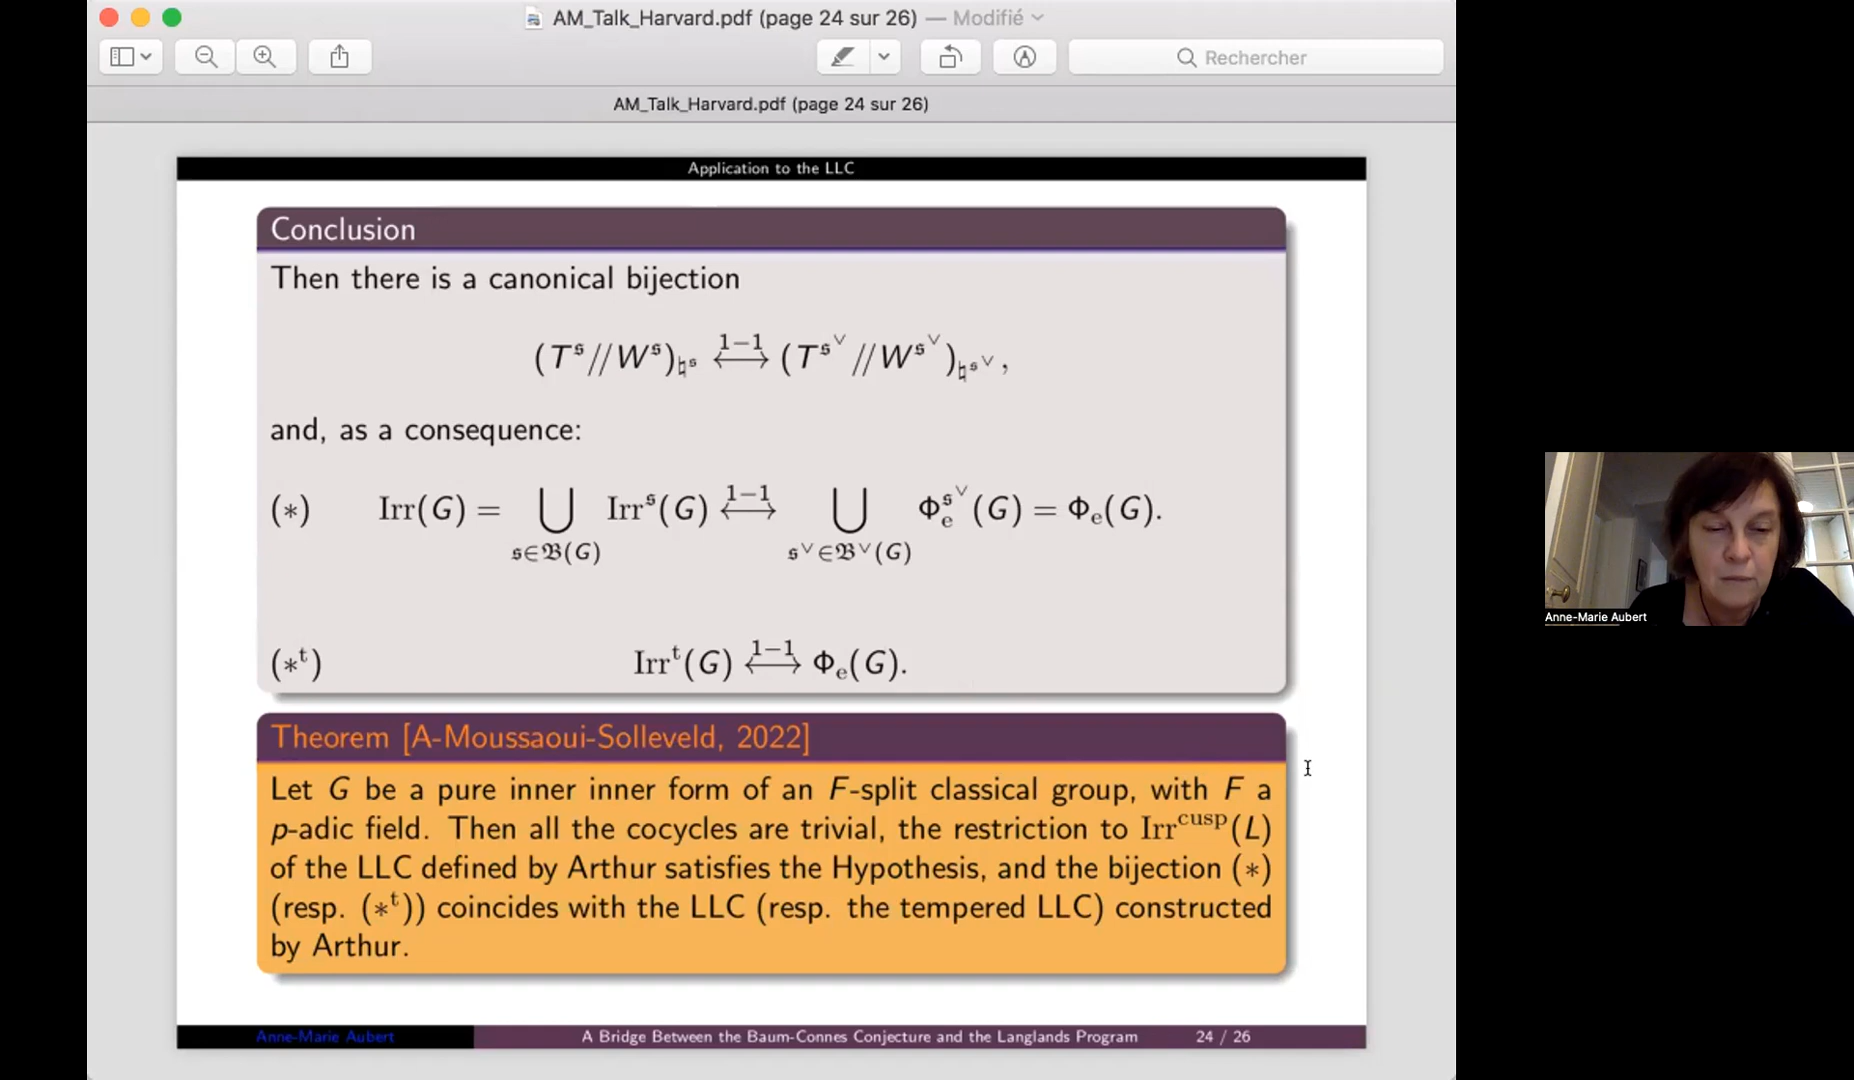 AM_Talk_Harvard.pdf (page 24 sur 26) — Modifié
Rechercher
AM_Talk_Harvard.pdf (page 24 sur 26)
Application to the LLC
Conclusion
Then there is a canonical bijection
(T^𝔰//W^𝔰)_{♮^𝔰} ⟷^{1−1} (T^{𝔰^∨}//W^{𝔰^∨})_{♮^{𝔰^∨}},
and, as a consequence:
(∗) Irr(G) = ⋃_{𝔰∈𝔅(G)} Irr^𝔰(G) ⟷^{1−1} ⋃_{𝔰^∨∈𝔅^∨(G)} Φ_e^{𝔰^∨}(G) = Φ_e(G).
(∗^t) Irr^t(G) ⟷^{1−1} Φ_e(G).
Theorem [A-Moussaoui-Solleveld, 2022]
Let G be a pure inner inner form of an F-split classical group, with F a
p-adic field. Then all the cocycles are trivial, the restriction to Irr^cusp(L)
of the LLC defined by Arthur satisfies the Hypothesis, and the bijection (∗)
(resp. (∗^t)) coincides with the LLC (resp. the tempered LLC) constructed
by Arthur.
Anne-Marie Aubert
A Bridge Between the Baum-Connes Conjecture and the Langlands Program
24 / 26
Anne-Marie Aubert